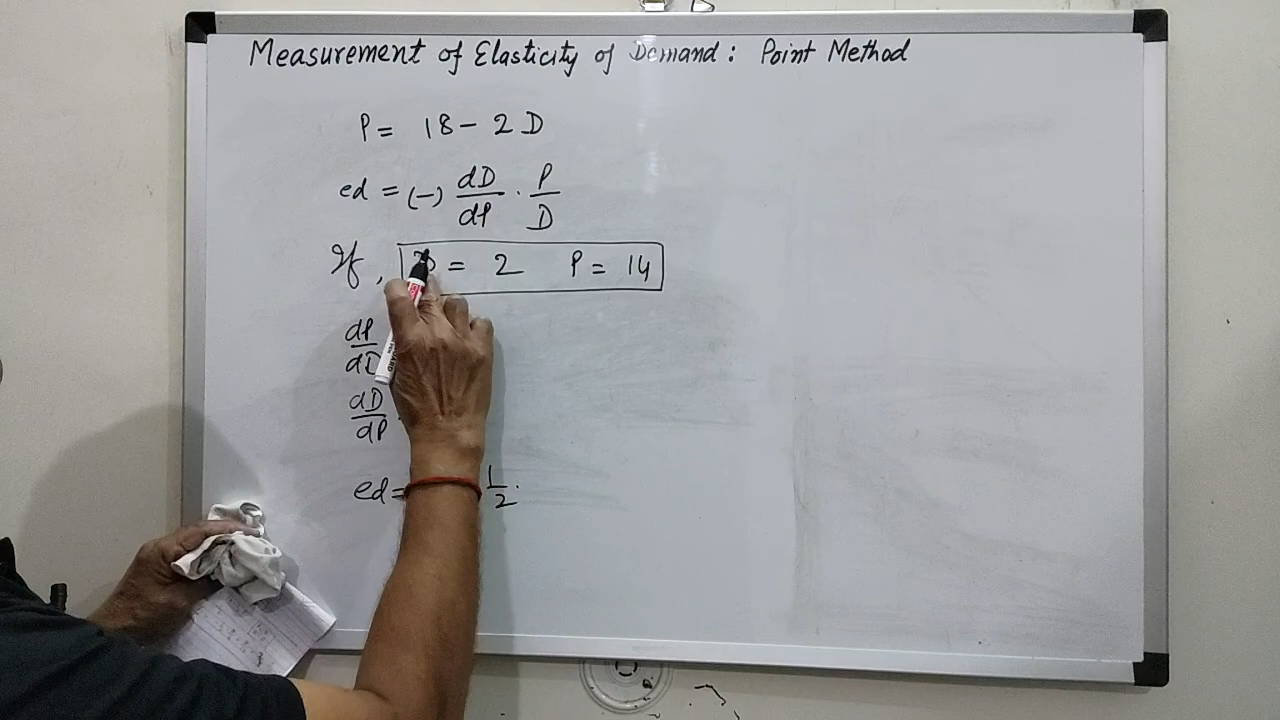 Measurement of Elasticity of Demand : Point Method
P = 18 - 2D
ed = (-) dD/dP . P/D
If, D = 2 P = 14
dP/dD
dD/dP
ed = 1/2 .